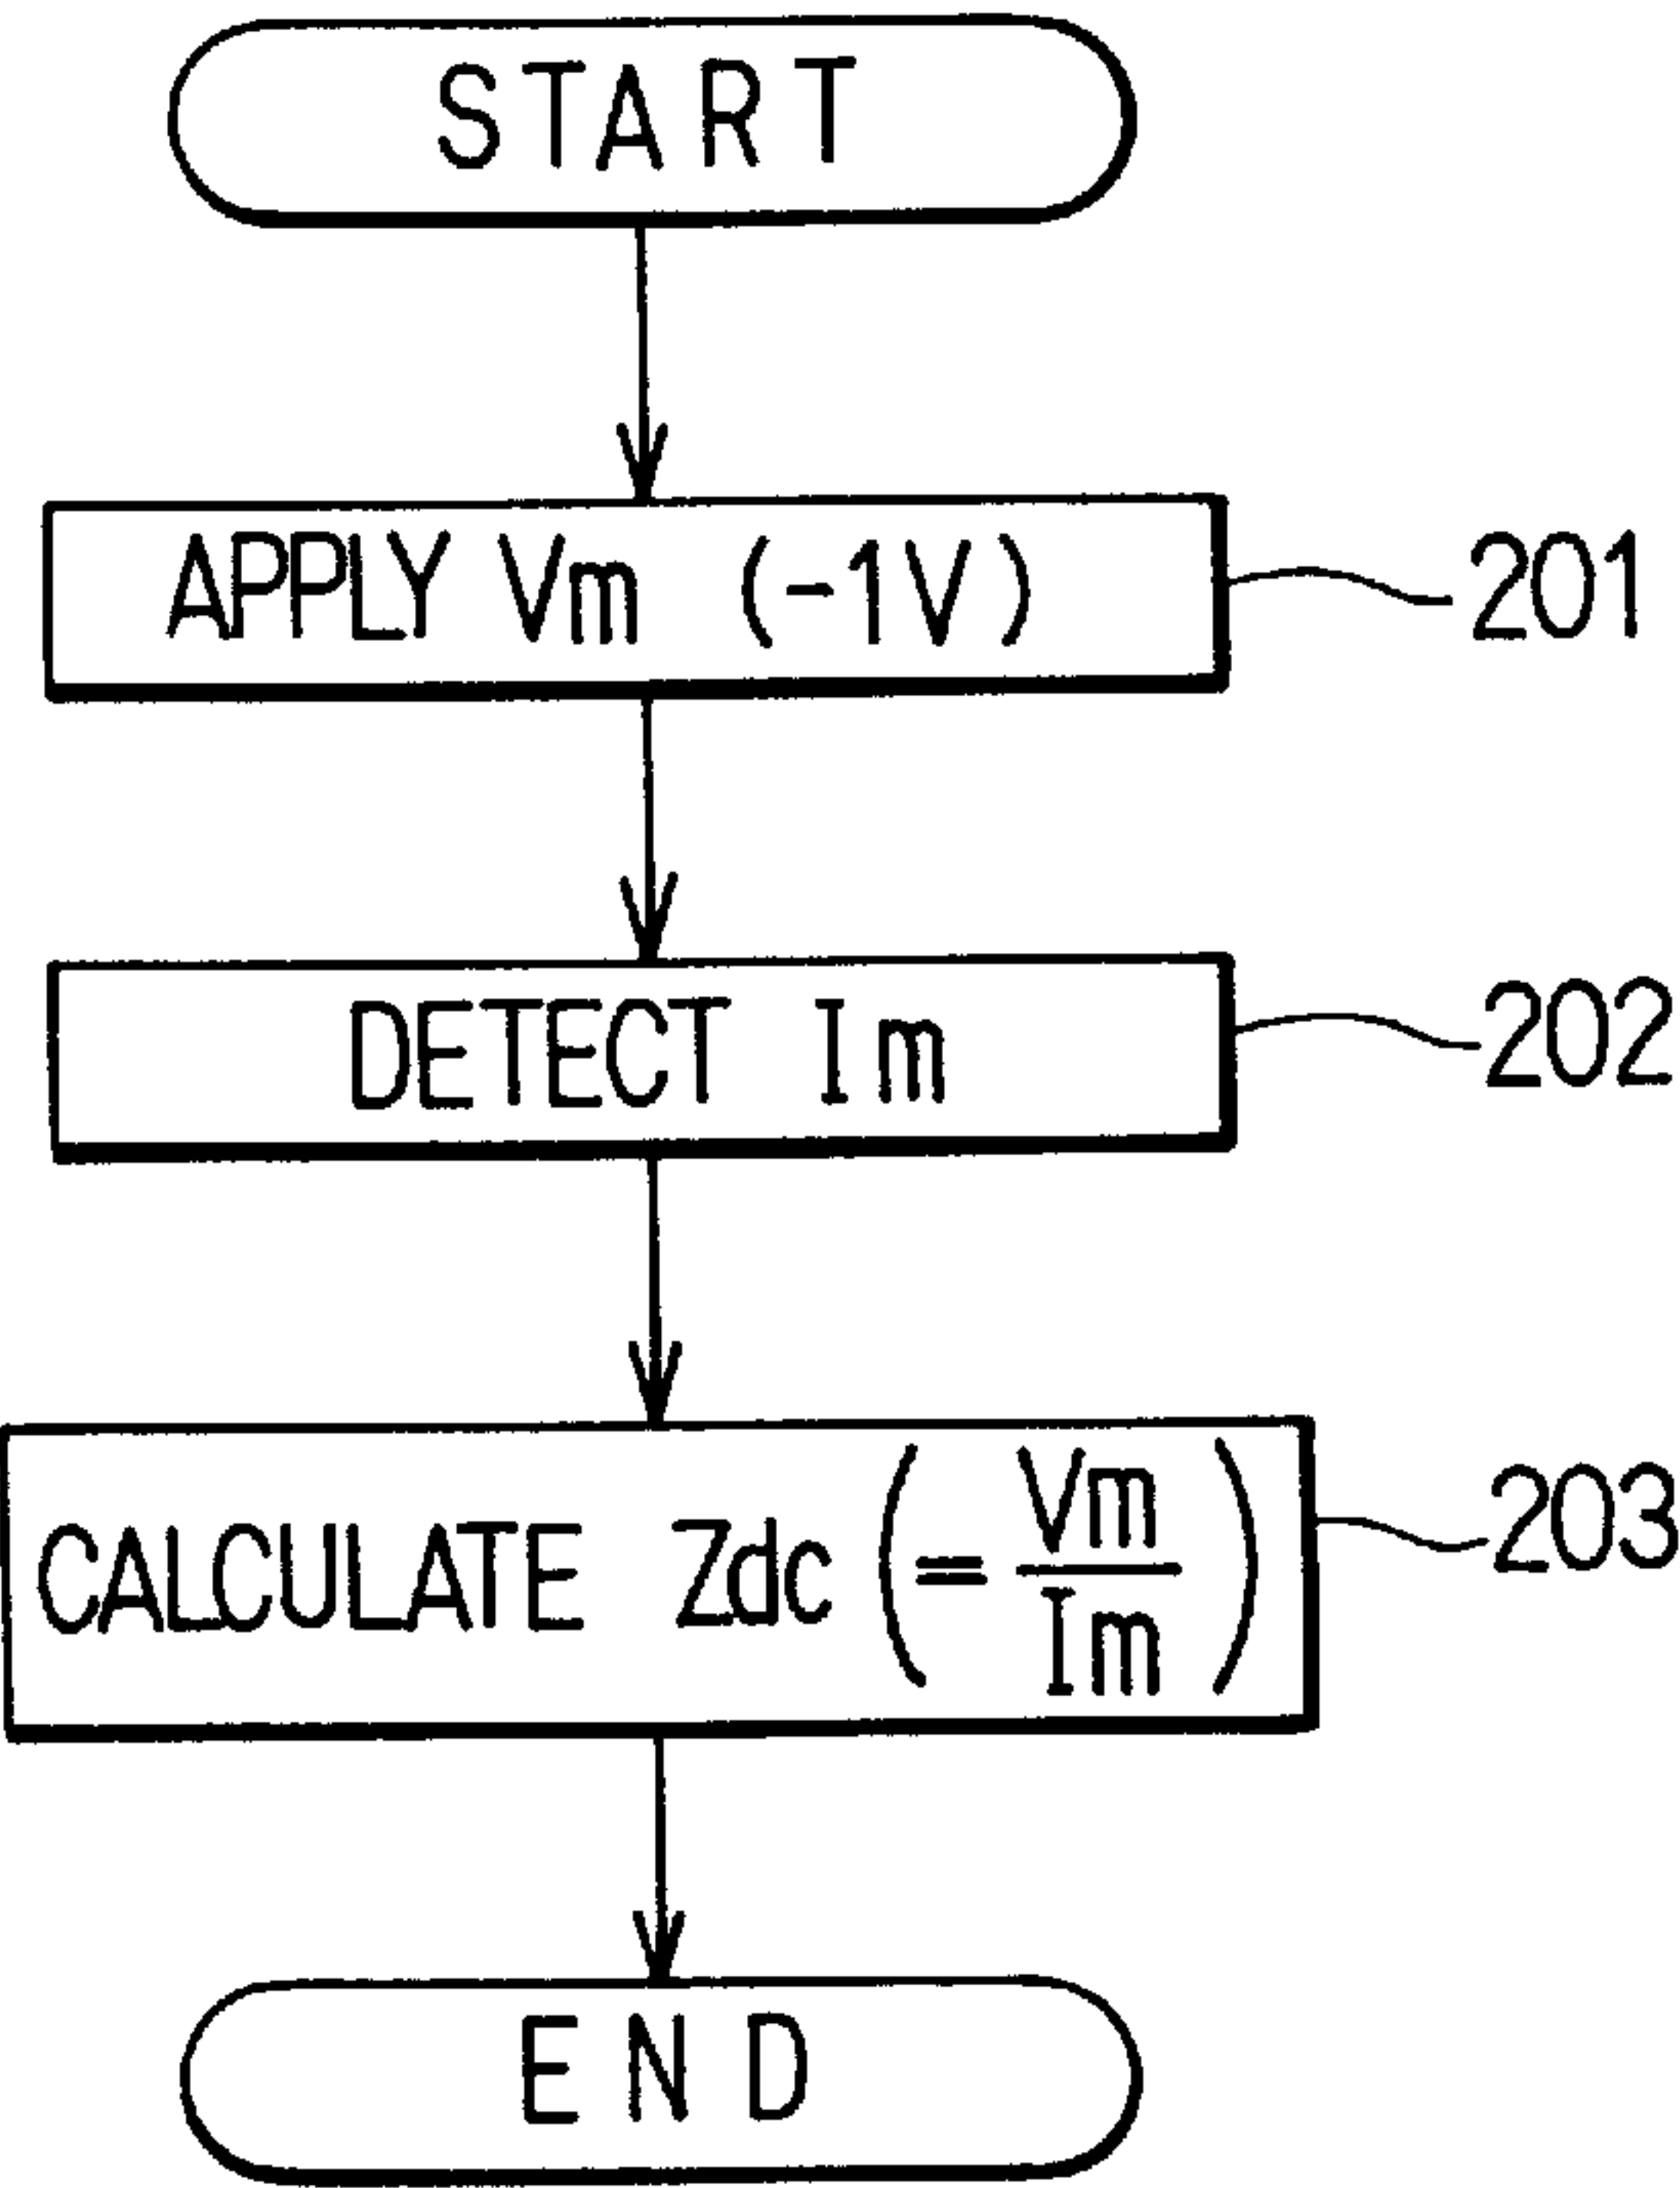 START
APPLY Vm (-1V)
201
DETECT Im
202
CALCULATE Zdc (= Vm/Im)
203
END